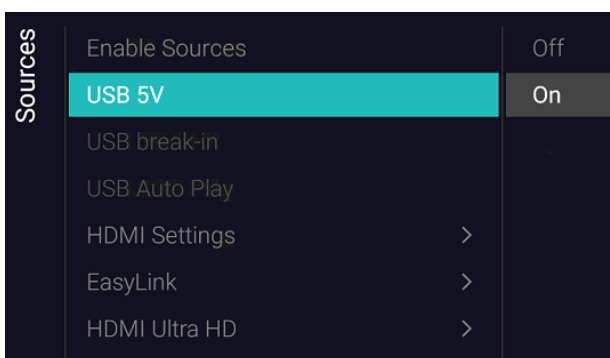 Sources
Enable Sources
USB 5V
USB break-in
USB Auto Play
HDMI Settings
EasyLink
HDMI Ultra HD
Off
On